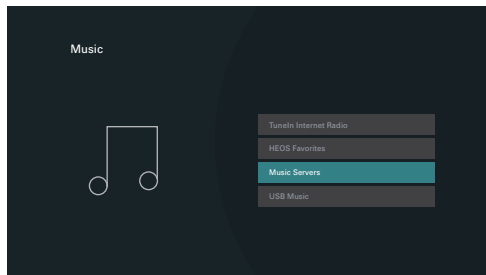 Music
TuneIn Internet Radio
HEOS Favorites
Music Servers
USB Music